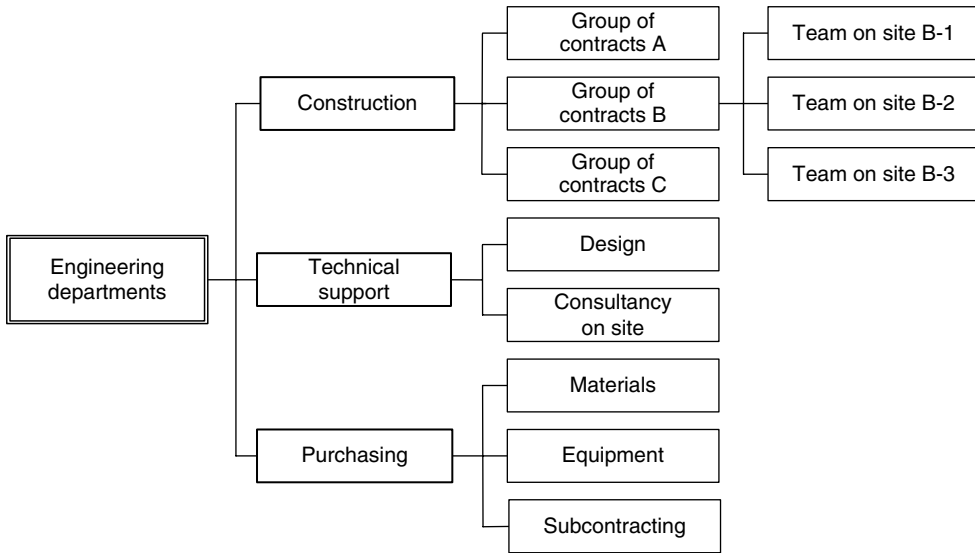 Engineering
departments
Construction
Group of
contracts A
Group of
contracts B
Team on site B-1
Team on site B-2
Team on site B-3
Group of
contracts C
Technical
support
Design
Consultancy
on site
Purchasing
Materials
Equipment
Subcontracting